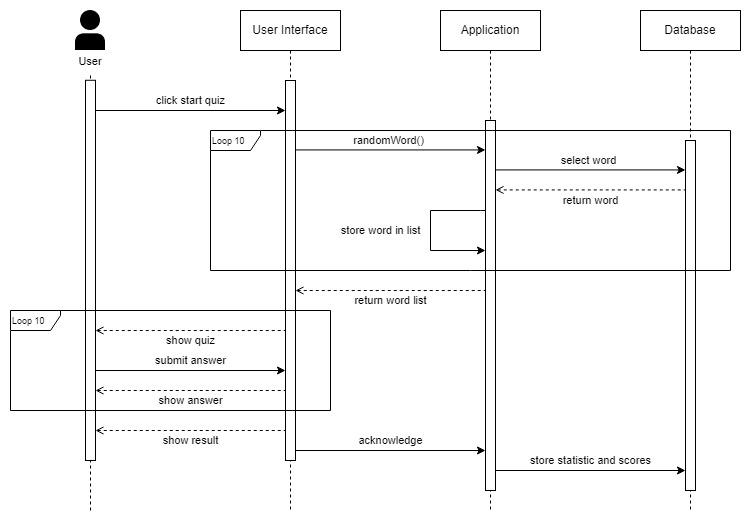 User Interface
Application
Database
User
click start quiz
Loop 10
randomWord()
select word
return word
store word in list
return word list
Loop 10
show quiz
submit answer
show answer
show result
acknowledge
store statistic and scores